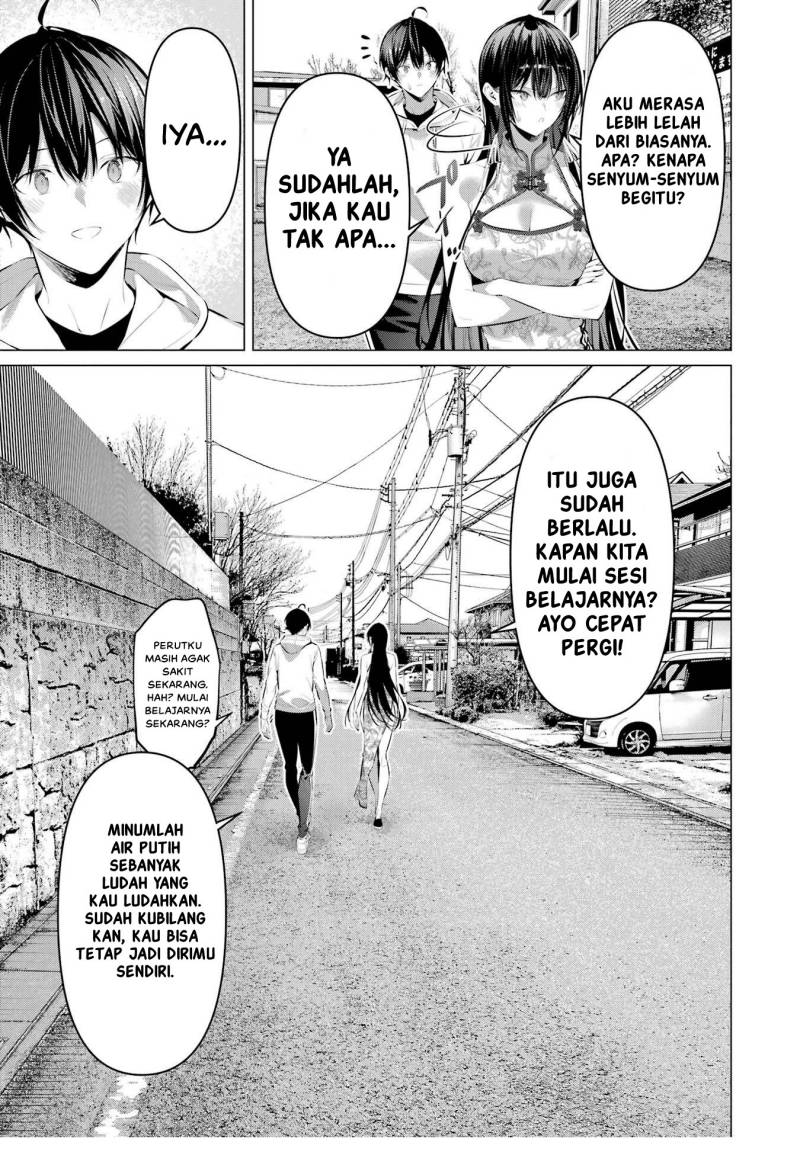 AKU MERASA
LEBIH LELAH
DARI BIASANYA.
APA? KENAPA
SENYUM-SENYUM
BEGITU?
YA
SUDAHLAH,
JIKA KAU
TAK APA...
IYA...
ITU JUGA
SUDAH
BERLALU.
KAPAN KITA
MULAI SESI
BELAJARNYA?
AYO CEPAT
PERGI!
PERUTKU
MASIH AGAK
SAKIT
SEKARANG.
HAH? MULAI
BELAJARNYA
SEKARANG?
MINUMLAH
AIR PUTIH
SEBANYAK
LUDAH YANG
KAU LUDAHKAN.
SUDAH KUBILANG
KAN, KAU BISA
TETAP JADI DIRIMU
SENDIRI.